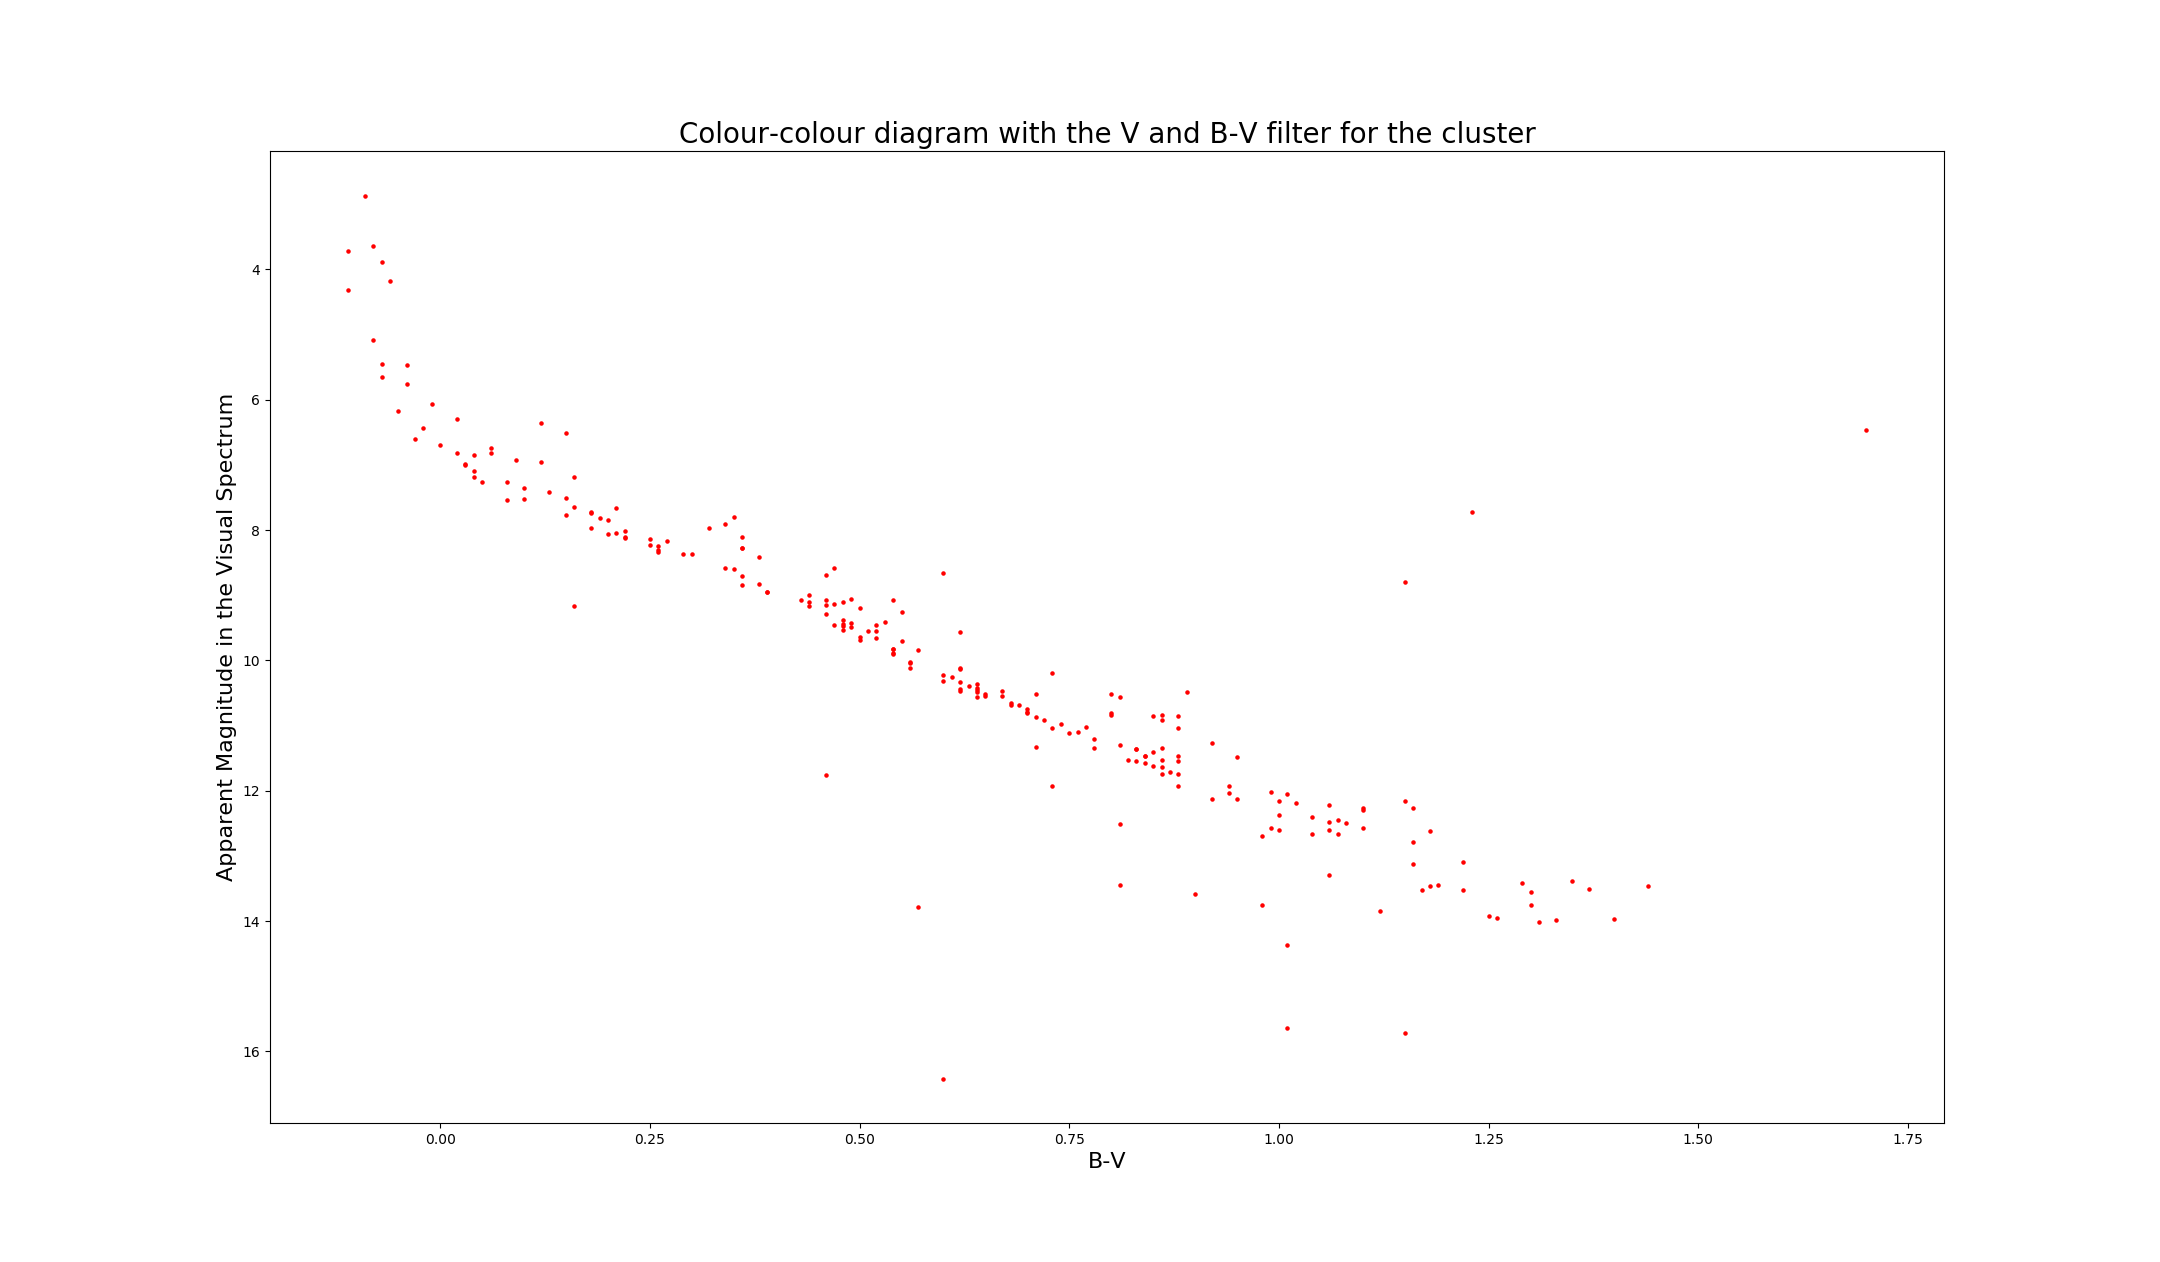 Colour-colour diagram with the V and B-V filter for the cluster
Apparent Magnitude in the Visual Spectrum
4
6
8
10
12
14
16
0.00 0.25 0.50 0.75 1.00 1.25 1.50 1.75
B-V